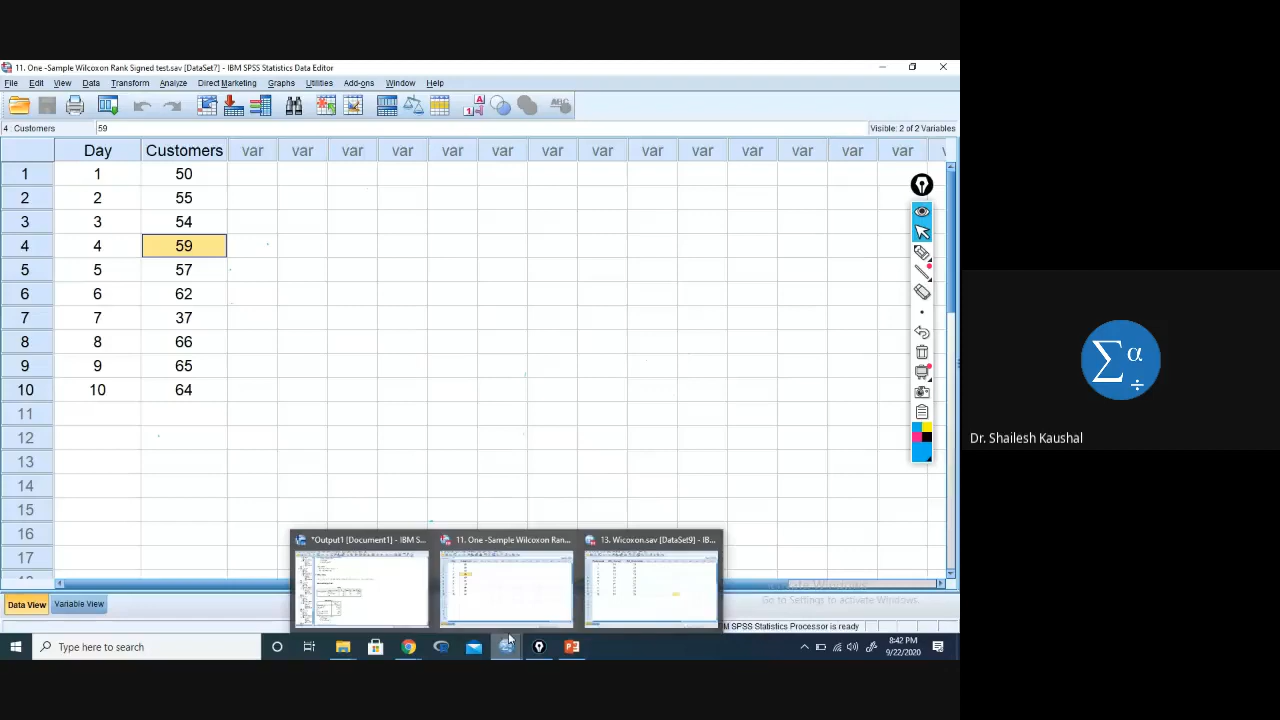 11. One -Sample Wilcoxon Rank Signed test.sav [DataSet7] - IBM SPSS Statistics Data Editor
File Edit View Data Transform Analyze Direct Marketing Graphs Utilities Add-ons Window Help
4 : Customers 59 Visible: 2 of 2 Variables
Day Customers var var var var var var var var var var var var var var
1 1 50
2 2 55
3 3 54
4 4 59
5 5 57
6 6 62
7 7 37
8 8 66
9 9 65
10 10 64
11
12
13
14
15
16
17
Dr. Shailesh Kaushal
*Output1 [Document1] - IBM S...
11. One -Sample Wilcoxon Ran...
13. Wicoxon.sav [DataSet9] - IB...
Go to Settings to activate Windows.
Data View Variable View
SPSS Statistics Processor is ready
Type here to search
8:42 PM
9/22/2020